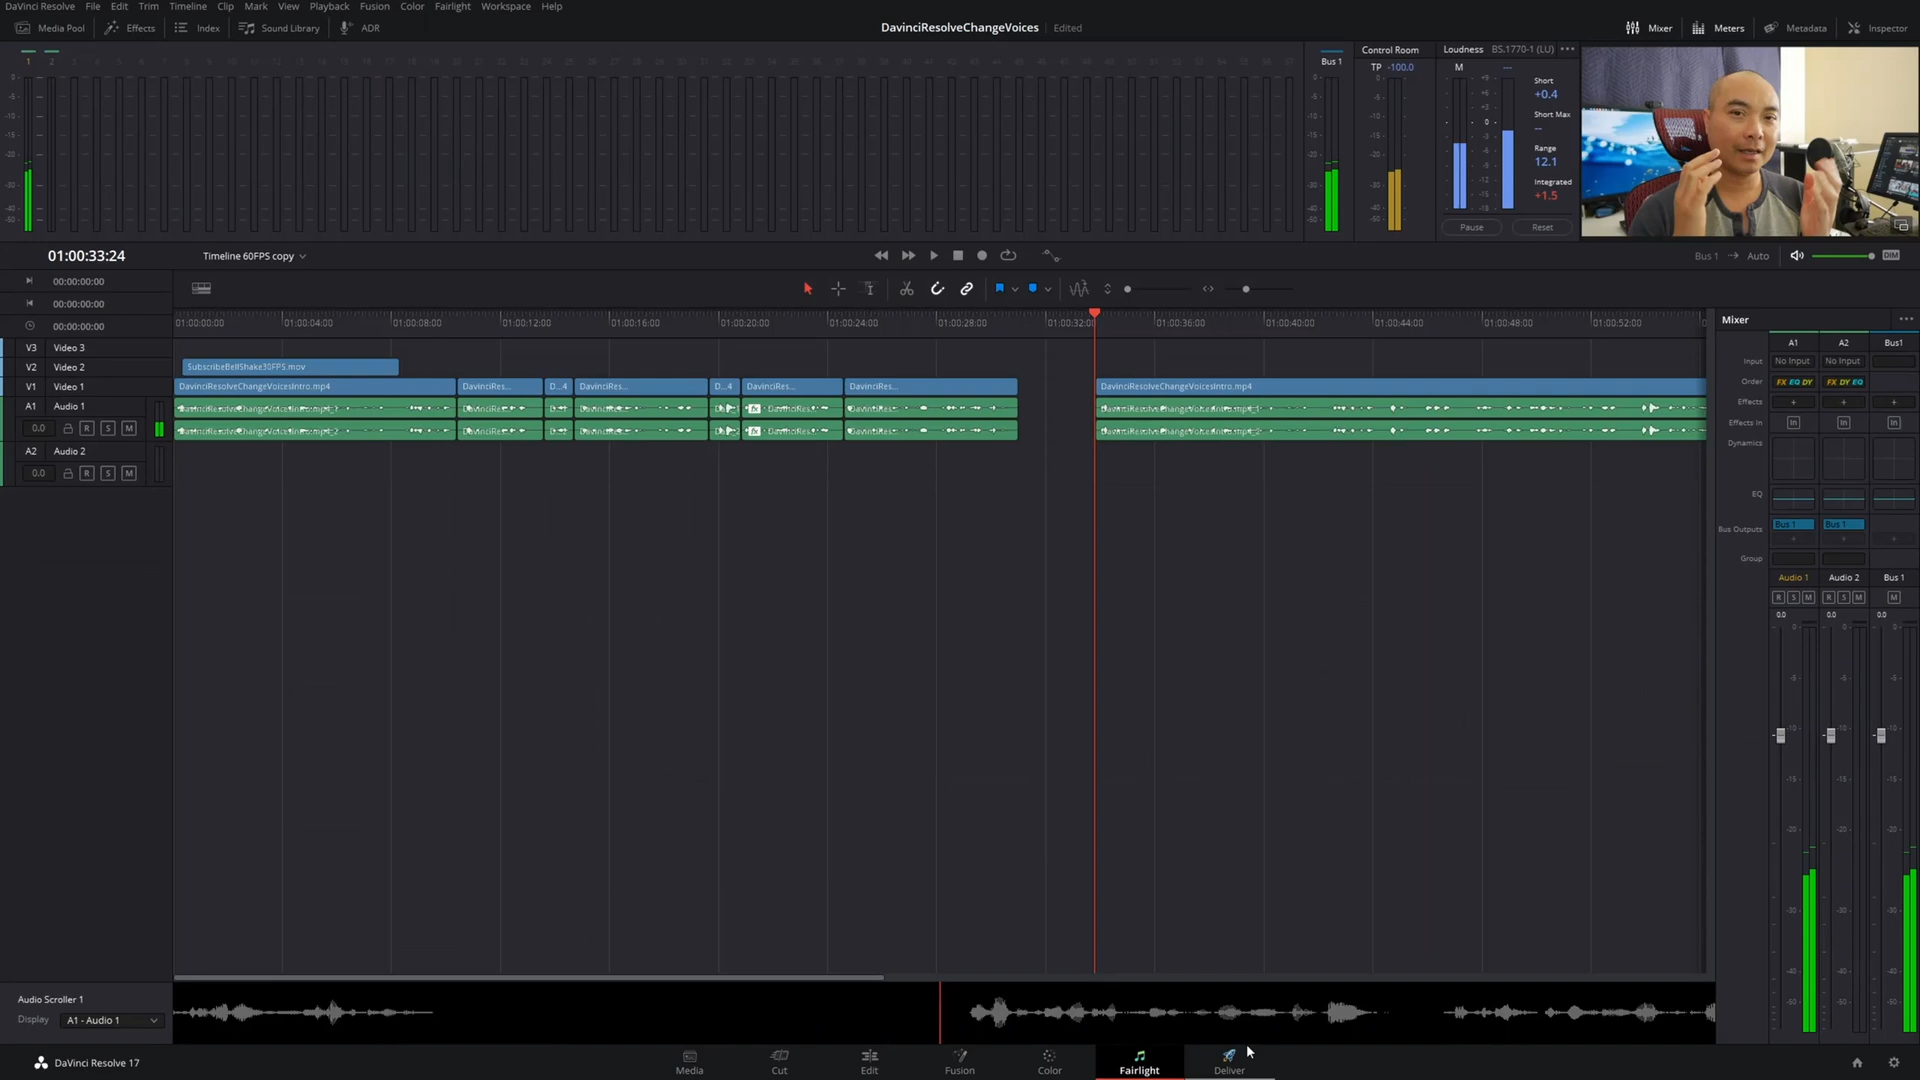 DaVinci Resolve File Edit Trim Timeline Clip Mark View Playback Fusion Color Fairlight Workspace Help
Media Pool Effects Index Sound Library ADR DavinciResolveChangeVoices Edited Mixer Meters Metadata Inspector
1 2 Bus 1 Control Room Loudness BS.1770-1 (LU)
TP -100.0 M ---
Short
+0.4
Short Max
--
Range
12.1
Integrated
+1.5
Pause Reset
01:00:33:24 Timeline 60FPS copy Bus 1 Auto DIM
00:00:00:00
00:00:00:00
00:00:00:00
01:00:00:00 01:00:04:00 01:00:08:00 01:00:12:00 01:00:16:00 01:00:20:00 01:00:24:00 01:00:28:00 01:00:32:0 01:00:36:00 01:00:40:00 01:00:44:00 01:00:48:00 01:00:52:00
V3 Video 3
V2 Video 2 SubscribeBellShake30FPS.mov
V1 Video 1 DavinciResolveChangeVoicesIntro.mp4 DavinciRes... D...4 DavinciRes... D...4 DavinciRes... DavinciRes... DavinciResolveChangeVoicesIntro.mp4
A1 Audio 1
0.0 R S M
A2 Audio 2
0.0 R S M
Mixer
A1 A2 Bus1
Input No Input No Input
Order FX EQ DY FX DY EQ
Effects + + +
Effects In In In In
Dynamics
EQ
Bus Outputs Bus 1 Bus 1
Group
Audio 1 Audio 2 Bus 1
R S M R S M M
0.0 0.0 0.0
Audio Scroller 1
Display A1 - Audio 1
DaVinci Resolve 17 Media Cut Edit Fusion Color Fairlight Deliver